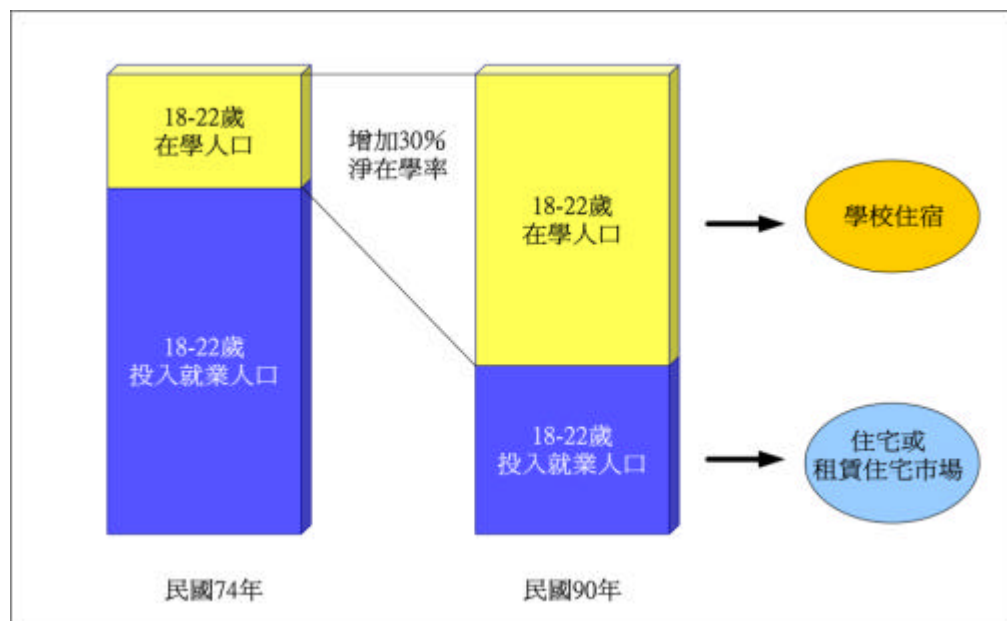 18-22歲
在學人口
18-22歲
投入就業人口
民國74年
增加30%
淨在學率
18-22歲
在學人口
18-22歲
投入就業人口
民國90年
學校住宿
住宅或
租賃住宅市場